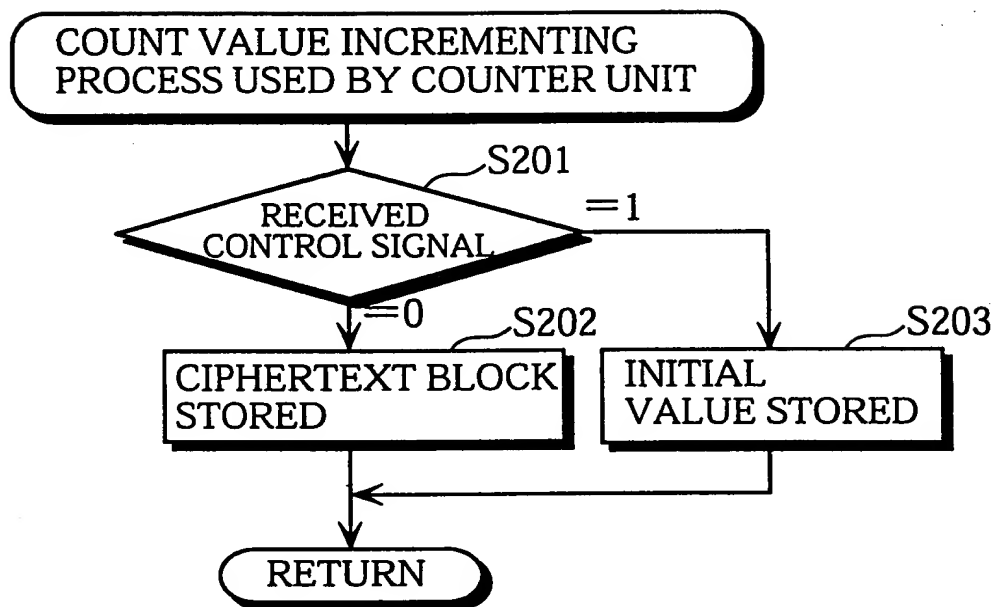 COUNT VALUE INCREMENTING
PROCESS USED BY COUNTER UNIT
S201
RECEIVED
CONTROL SIGNAL
=1
=0
S202
CIPHERTEXT BLOCK
STORED
S203
INITIAL
VALUE STORED
RETURN